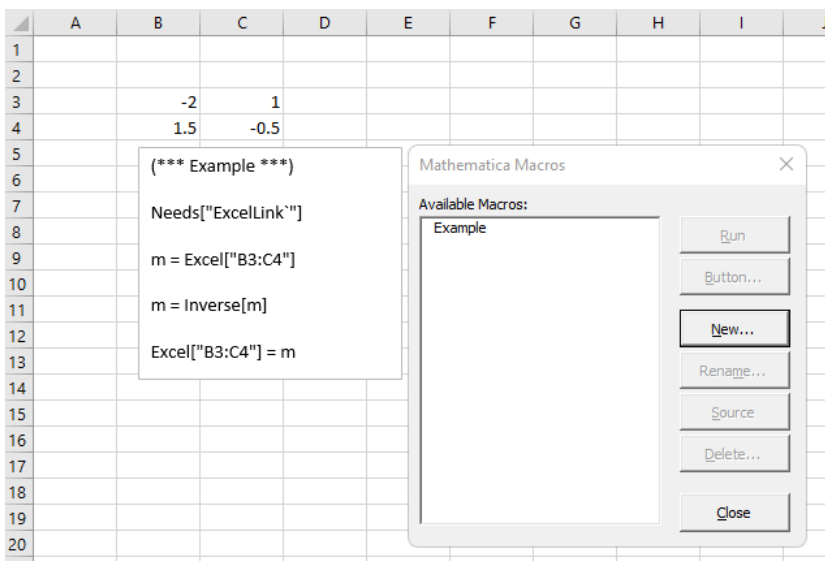 A B C D E F G H I
1
2
3 -2 1
4 1.5 -0.5
5
6
7
8
9
10
11
12
13
14
15
16
17
18
19
20
(*** Example ***)
Needs["ExcelLink`"]
m = Excel["B3:C4"]
m = Inverse[m]
Excel["B3:C4"] = m
Mathematica Macros
Available Macros:
Example
Run
Button...
New...
Rename...
Source
Delete...
Close